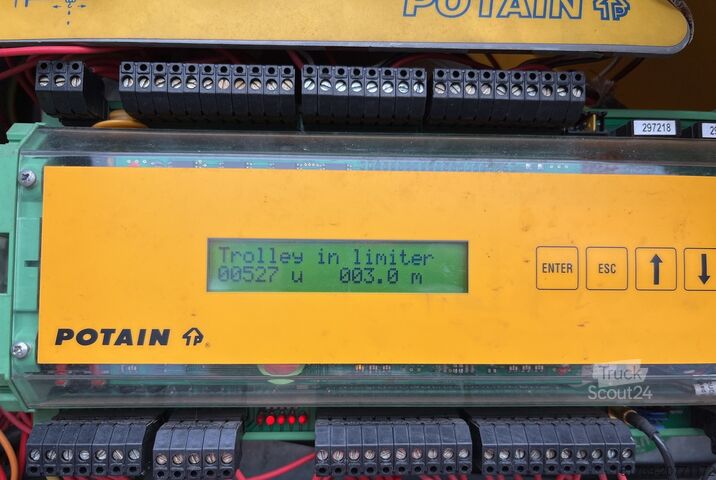 POTAIN
297218
Trolley in limiter
00527 u 003.0 m
ENTER
ESC
POTAIN
Truck
Scout24